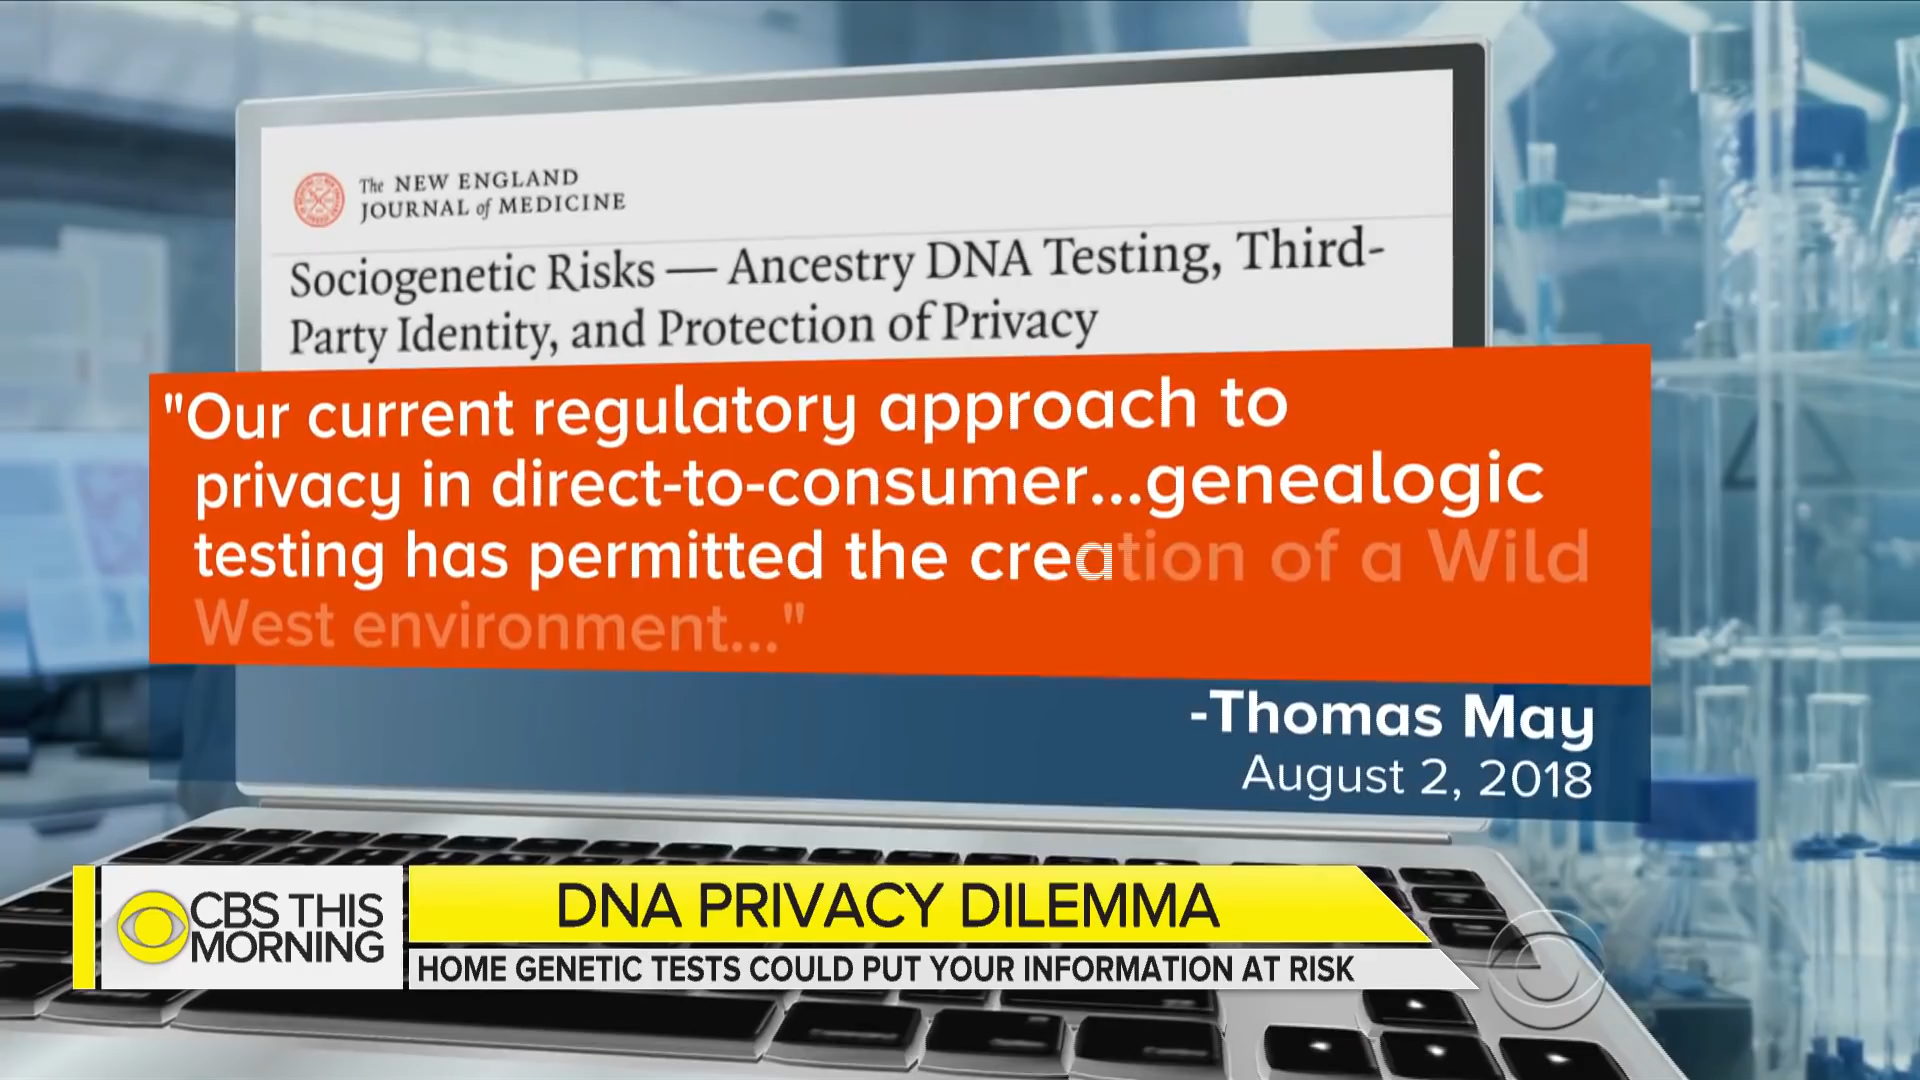 The NEW ENGLAND
JOURNAL of MEDICINE
Sociogenetic Risks — Ancestry DNA Testing, Third-
Party Identity, and Protection of Privacy
"Our current regulatory approach to
privacy in direct-to-consumer...genealogic
testing has permitted the creation of a Wild
West environment..."
-Thomas May
August 2, 2018
CBS THIS
MORNING
DNA PRIVACY DILEMMA
HOME GENETIC TESTS COULD PUT YOUR INFORMATION AT RISK